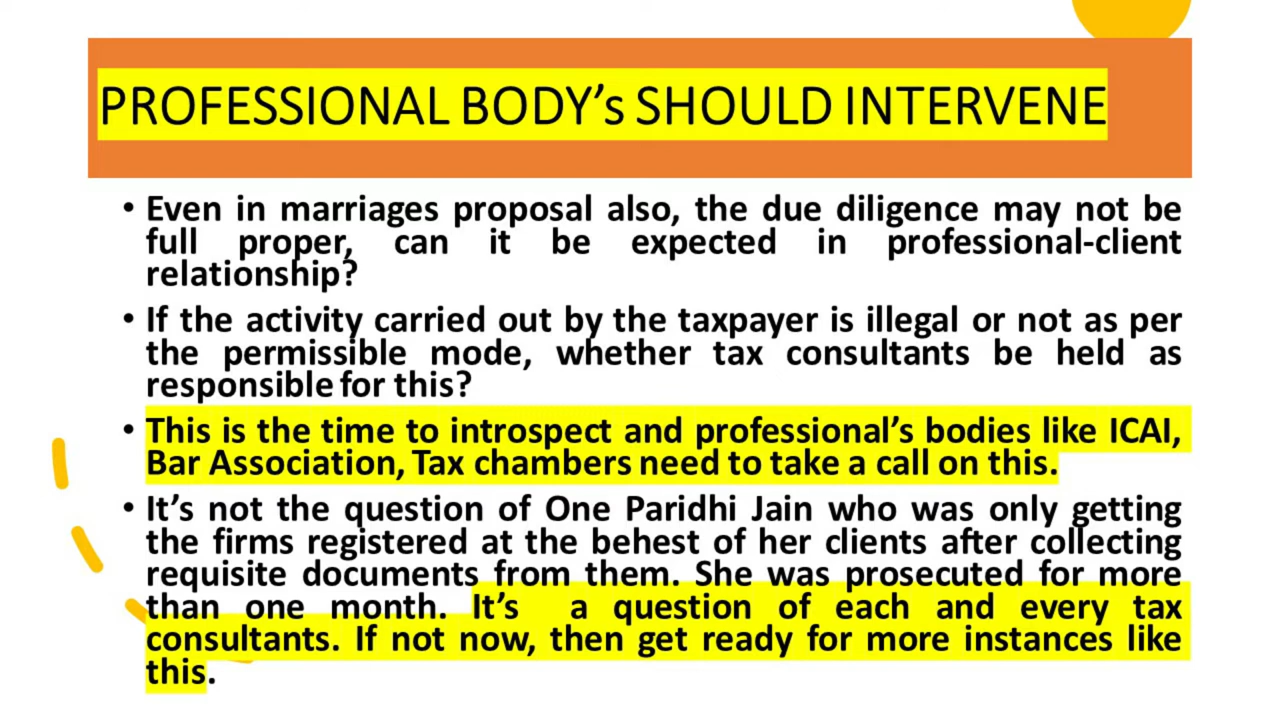 PROFESSIONAL BODY’s SHOULD INTERVENE
• Even in marriages proposal also, the due diligence may not be
full proper, can it be expected in professional-client
relationship?
• If the activity carried out by the taxpayer is illegal or not as per
the permissible mode, whether tax consultants be held as
responsible for this?
• This is the time to introspect and professional’s bodies like ICAI,
Bar Association, Tax chambers need to take a call on this.
• It’s not the question of One Paridhi Jain who was only getting
the firms registered at the behest of her clients after collecting
requisite documents from them. She was prosecuted for more
than one month. It’s a question of each and every tax
consultants. If not now, then get ready for more instances like
this.